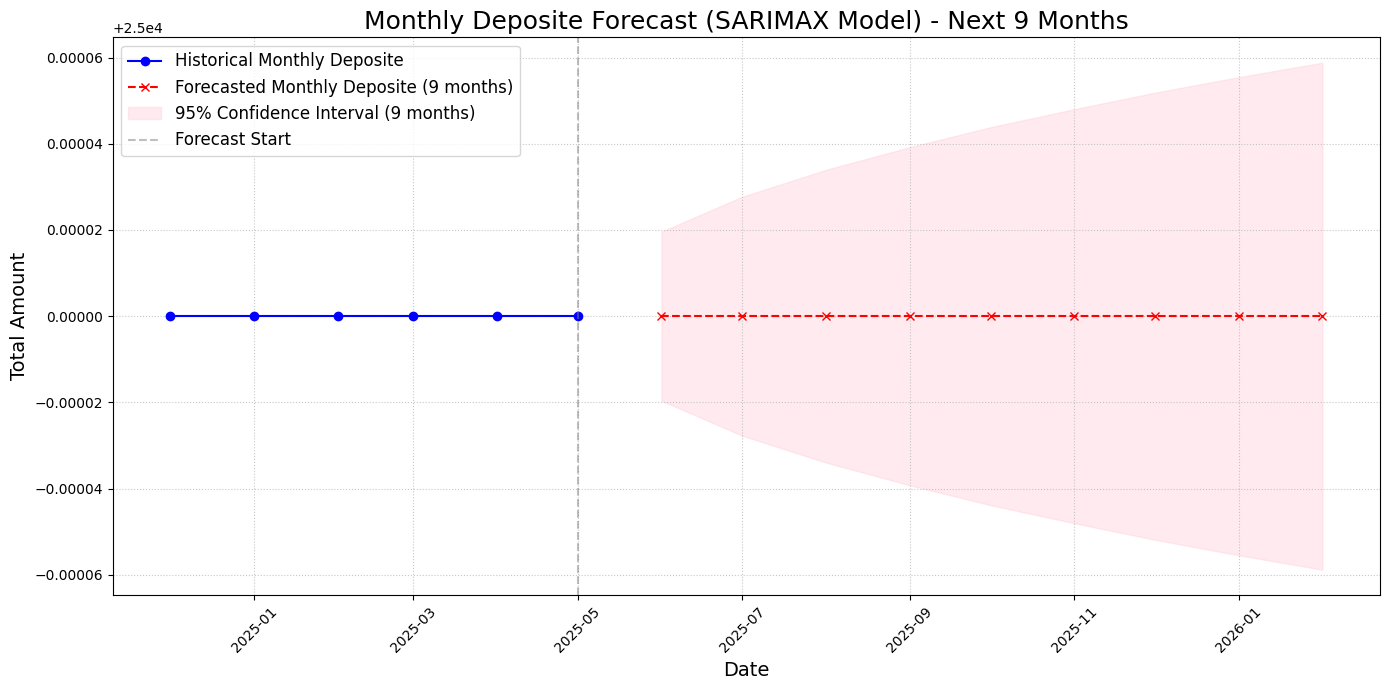 Monthly Deposite Forecast (SARIMAX Model) - Next 9 Months
+2.5e4
Historical Monthly Deposite
Forecasted Monthly Deposite (9 months)
95% Confidence Interval (9 months)
Forecast Start
Total Amount
0.00006
0.00004
0.00002
0.00000
−0.00002
−0.00004
−0.00006
2025-01
2025-03
2025-05
2025-07
2025-09
2025-11
2026-01
Date